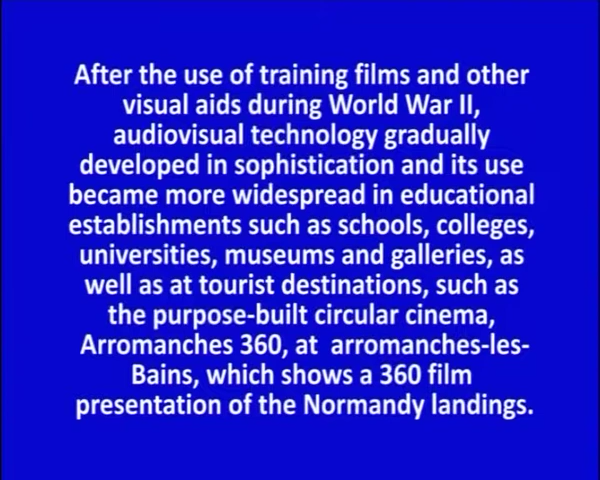 After the use of training films and other
visual aids during World War II,
audiovisual technology gradually
developed in sophistication and its use
became more widespread in educational
establishments such as schools, colleges,
universities, museums and galleries, as
well as at tourist destinations, such as
the purpose-built circular cinema,
Arromanches 360, at  arromanches-les-
Bains, which shows a 360 film
presentation of the Normandy landings.